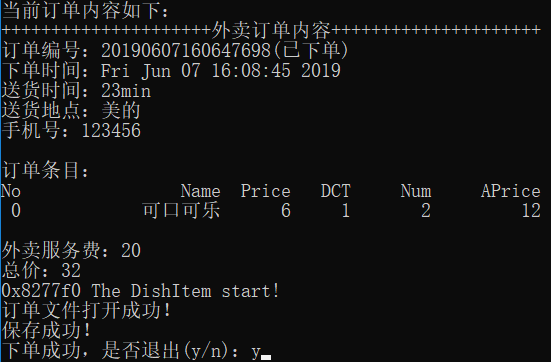 当前订单内容如下：
+++++++++++++++++++++外卖订单内容+++++++++++++++++++++
订单编号：20190607160647698(已下单)
下单时间：Fri Jun 07 16:08:45 2019
送货时间：23min
送货地点：美的
手机号：123456
订单条目：
No Name Price DCT Num APrice
0 可口可乐 6 1 2 12
外卖服务费：20
总价：32
0x8277f0 The DishItem start!
订单文件打开成功！
保存成功！
下单成功，是否退出(y/n)：y